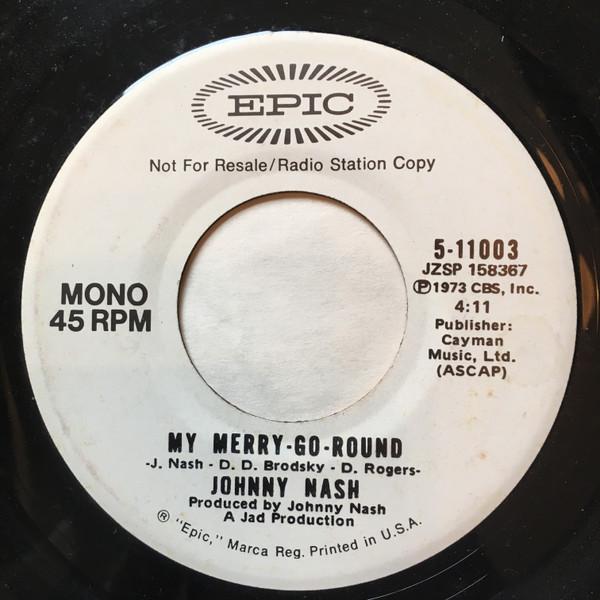 EPIC
Not For Resale/Radio Station Copy
MONO
45 RPM
5-11003
JZSP 158367
Ⓟ1973 CBS, Inc.
4:11
Publisher:
Cayman
Music, Ltd.
(ASCAP)
MY MERRY-GO-ROUND
-J. Nash - D. D. Brodsky - D. Rogers-
JOHNNY NASH
Produced by Johnny Nash
A Jad Production
® "Epic," Marca Reg. Printed in U.S.A.